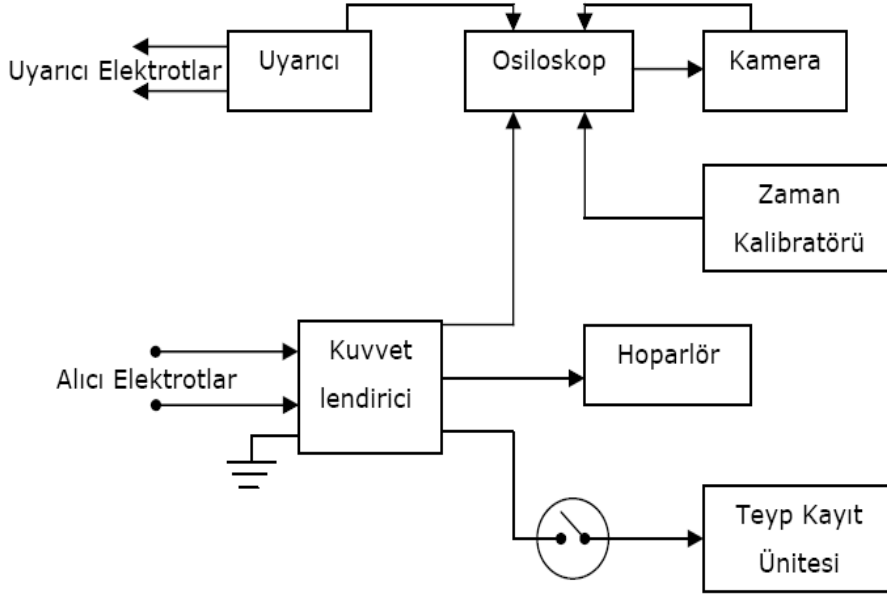 Uyarıcı
Osiloskop
Kamera
Uyarıcı Elektrotlar
Zaman
Kalibratörü
Kuvvet
lendirici
Hoparlör
Alıcı Elektrotlar
Teyp Kayıt
Ünitesi